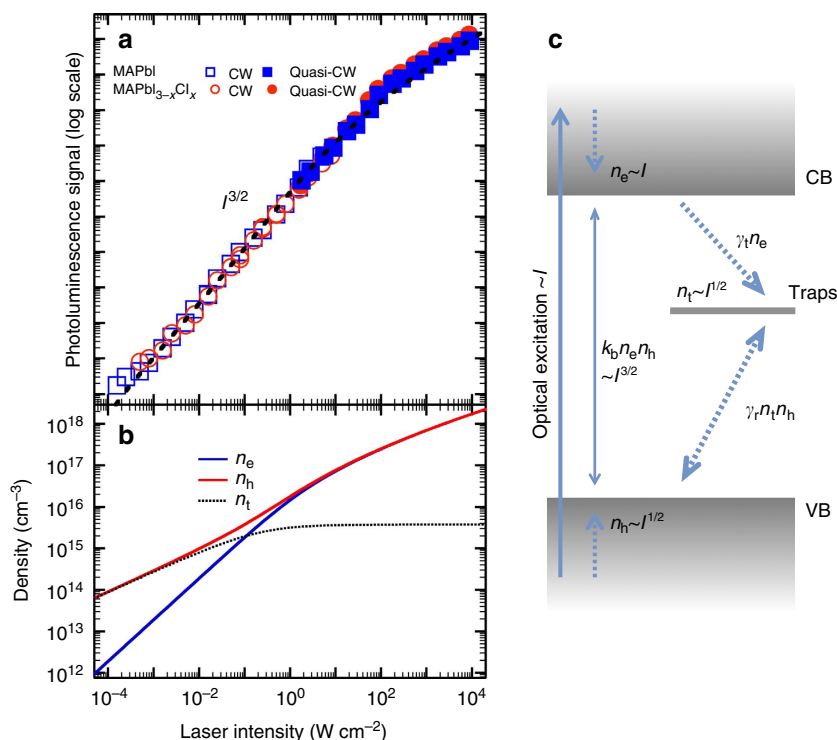 a
MAPbI CW Quasi-CW
MAPbI3–xClx CW Quasi-CW
Photoluminescence signal (log scale)
I3/2
b
ne
nh
nt
Density (cm–3)
1018
1017
1016
1015
1014
1013
1012
10–4 10–2 100 102 104
Laser intensity (W cm–2)
c
ne~I
CB
γtne
nt~I1/2
Traps
Optical excitation ~I
kbnenh
~I3/2
γrntnh
VB
nh~I1/2